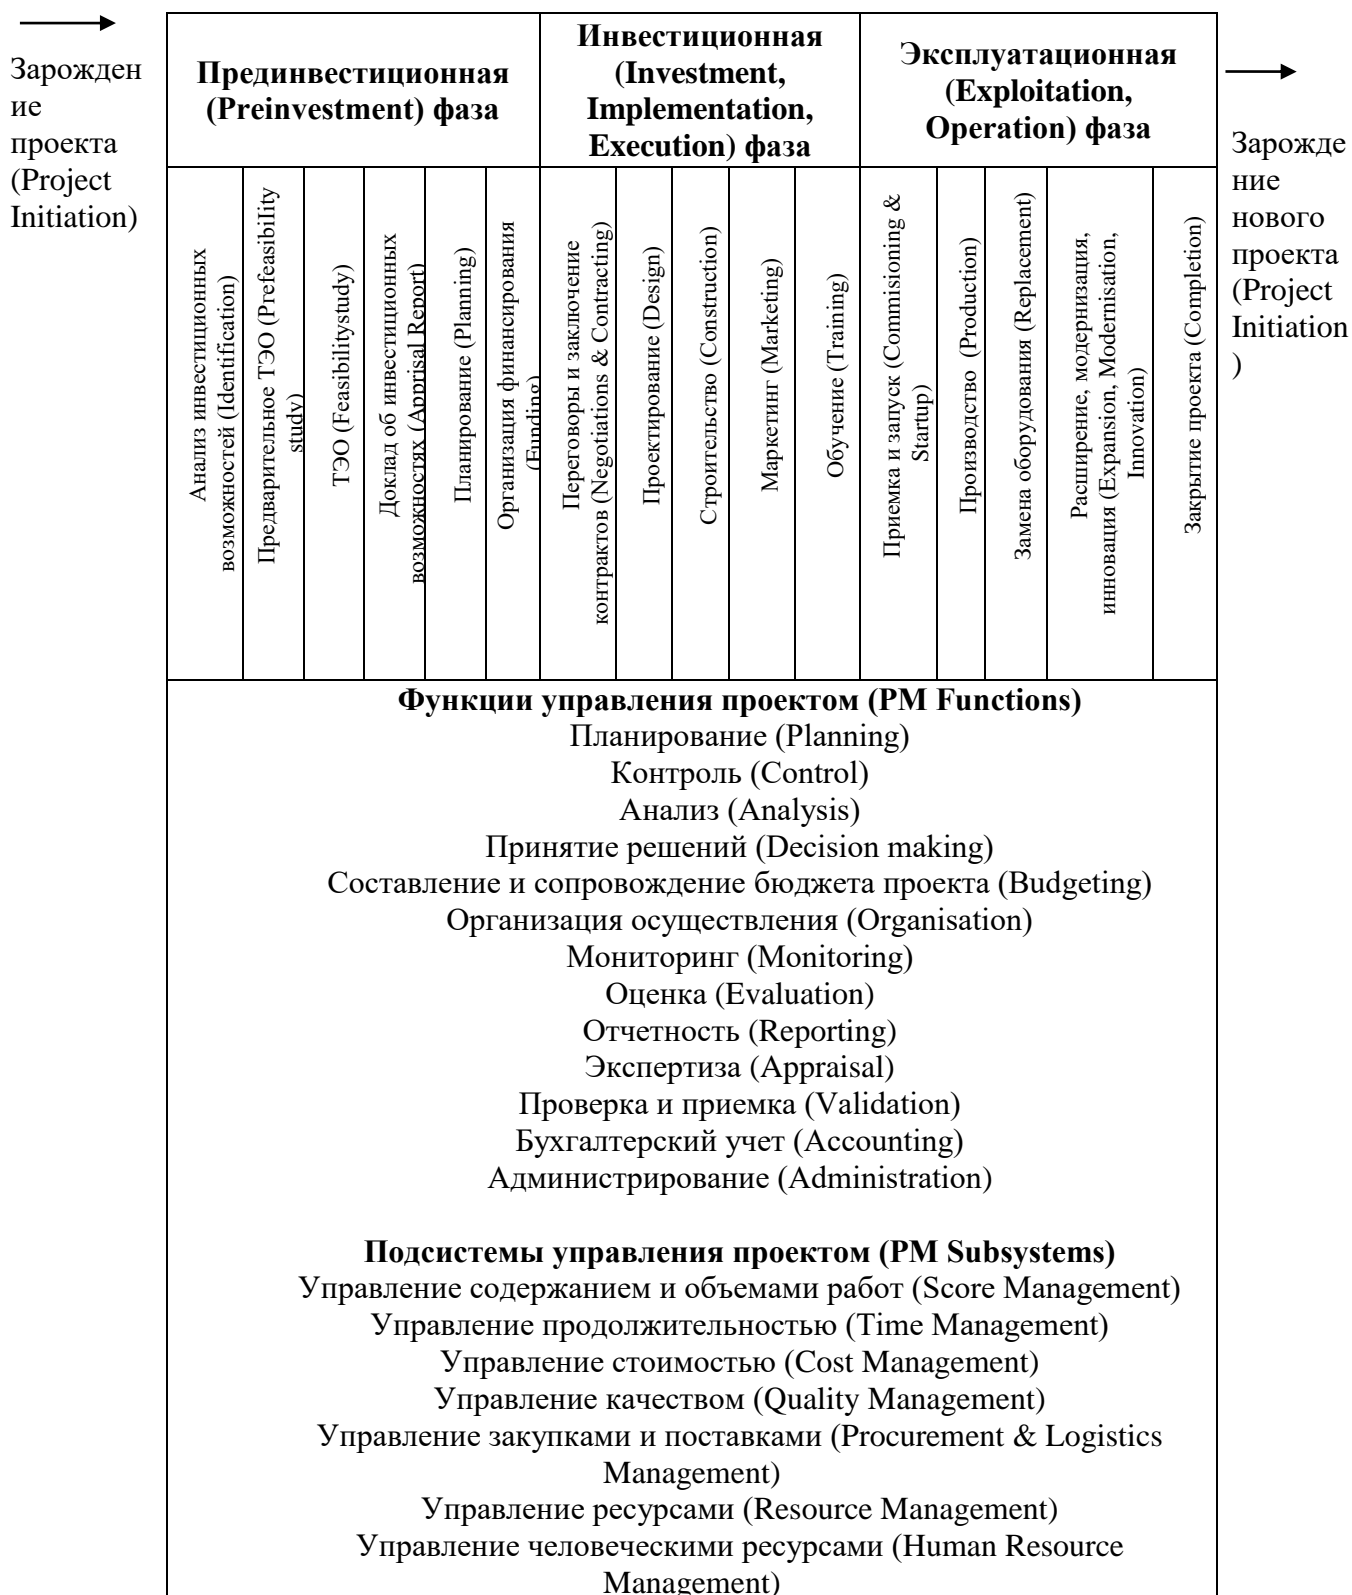 Зарожден
ие
проекта
(Project
Initiation)
Прединвестиционная
(Preinvestment) фаза
Инвестиционная
(Investment,
Implementation,
Execution) фаза
Эксплуатационная
(Exploitation,
Operation) фаза
Зарожде
ние
нового
проекта
(Project
Initiation
)
Анализ инвестиционных
возможностей (Identification)
Предварительное ТЭО (Prefeasibility
study)
ТЭО (Feasibilitystudy)
Доклад об инвестиционных
возможностях (Apprisal Report)
Планирование (Planning)
Организация финансирования
(Funding)
Переговоры и заключение
контрактов (Negotiations & Contracting)
Проектирование (Design)
Строительство (Construction)
Маркетинг (Marketing)
Обучение (Training)
Приемка и запуск (Commisioning &
Startup)
Производство (Production)
Замена оборудования (Replacement)
Расширение, модернизация,
инновация (Expansion, Modernisation,
Innovation)
Закрытие проекта (Completion)
Функции управления проектом (PM Functions)
Планирование (Planning)
Контроль (Control)
Анализ (Analysis)
Принятие решений (Decision making)
Составление и сопровождение бюджета проекта (Budgeting)
Организация осуществления (Organisation)
Мониторинг (Monitoring)
Оценка (Evaluation)
Отчетность (Reporting)
Экспертиза (Appraisal)
Проверка и приемка (Validation)
Бухгалтерский учет (Accounting)
Администрирование (Administration)
Подсистемы управления проектом (PM Subsystems)
Управление содержанием и объемами работ (Score Management)
Управление продолжительностью (Time Management)
Управление стоимостью (Cost Management)
Управление качеством (Quality Management)
Управление закупками и поставками (Procurement & Logistics
Management)
Управление ресурсами (Resource Management)
Управление человеческими ресурсами (Human Resource
Management)